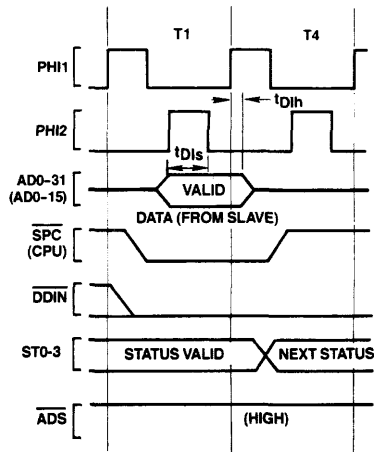 T1 T4
PHI1
tDIh
PHI2
tDIs
AD0-31
(AD0-15)
VALID
DATA (FROM SLAVE)
SPC
(CPU)
DDIN
ST0-3
STATUS VALID
NEXT STATUS
ADS
(HIGH)